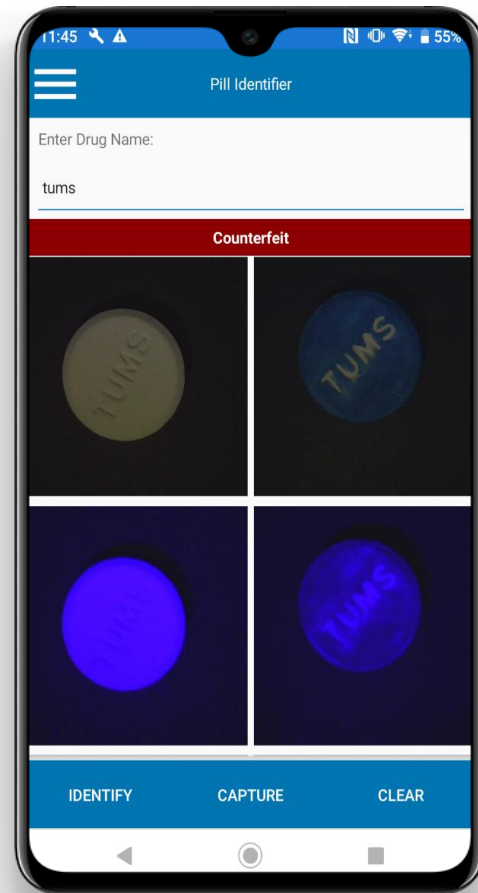 11:45 55%
Pill Identifier
Enter Drug Name:
tums
Counterfeit
TUMS TUMS
TUMS TUMS
IDENTIFY CAPTURE CLEAR